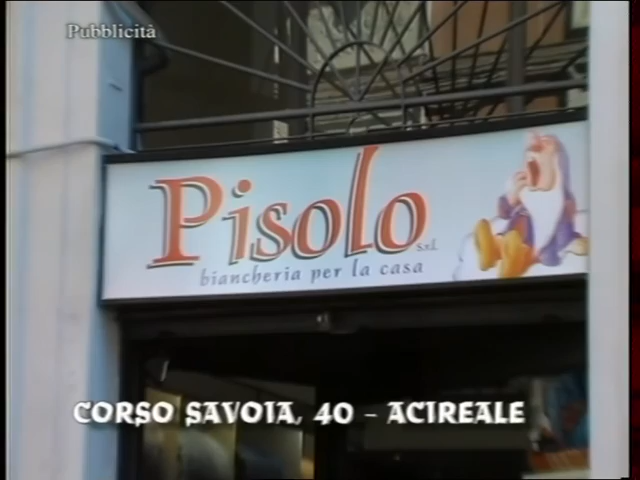 Pubblicità
Pisolo
s.r.l.
biancheria per la casa
CORSO SAVOIA, 40 - ACIREALE